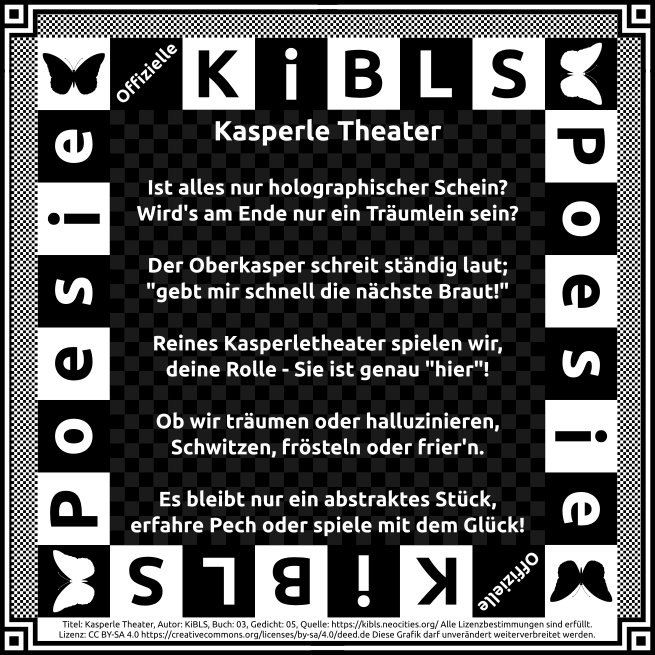 Offizielle
KiBLS
Poesie
Poesie
Kasperle Theater
Ist alles nur holographischer Schein?
Wird's am Ende nur ein Träumlein sein?
Der Oberkasper schreit ständig laut;
"gebt mir schnell die nächste Braut!"
Reines Kasperletheater spielen wir,
deine Rolle - Sie ist genau "hier"!
Ob wir träumen oder halluzinieren,
Schwitzen, frösteln oder frier'n.
Es bleibt nur ein abstraktes Stück,
erfahre Pech oder spiele mit dem Glück!
Offizielle
KiBLS
Titel: Kasperle Theater, Autor: KiBLS, Buch: 03, Gedicht: 05, Quelle: https://kibls.neocities.org/ Alle Lizenzbestimmungen sind erfüllt.
Lizenz: CC BY-SA 4.0 https://creativecommons.org/licenses/by-sa/4.0/deed.de Diese Grafik darf unverändert weiterverbreitet werden.